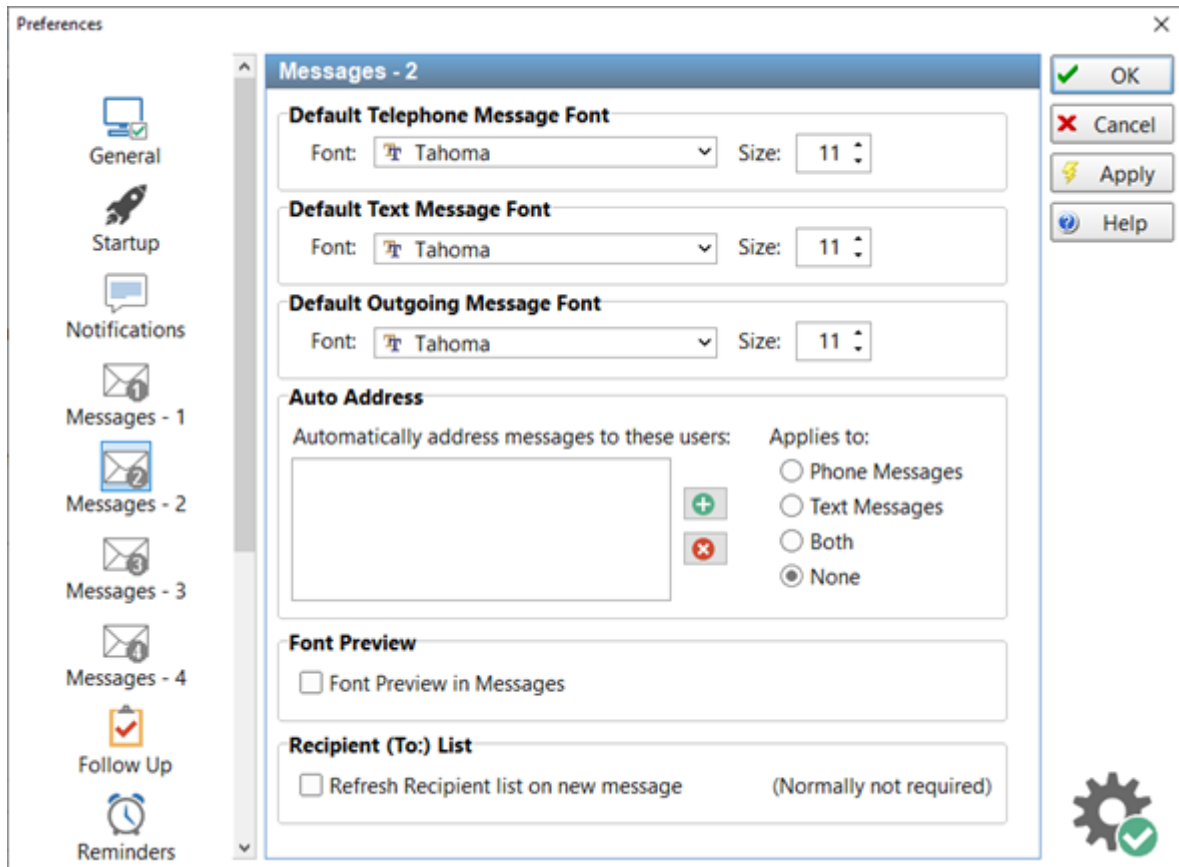 Preferences
General
Startup
Notifications
Messages - 1
Messages - 2
Messages - 3
Messages - 4
Follow Up
Reminders
Messages - 2
Default Telephone Message Font
Font: Tahoma Size: 11
Default Text Message Font
Font: Tahoma Size: 11
Default Outgoing Message Font
Font: Tahoma Size: 11
Auto Address
Automatically address messages to these users:
Applies to:
Phone Messages
Text Messages
Both
None
Font Preview
Font Preview in Messages
Recipient (To:) List
Refresh Recipient list on new message (Normally not required)
OK
Cancel
Apply
Help